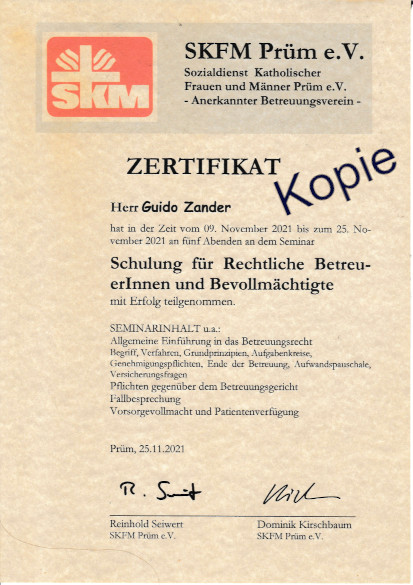 SKM
SKFM Prüm e.V.
Sozialdienst Katholischer
Frauen und Männer Prüm e.V.
- Anerkannter Betreuungsverein -
ZERTIFIKAT
Kopie
Herr Guido Zander
hat in der Zeit vom 09. November 2021 bis zum 25. No-
vember 2021 an fünf Abenden an dem Seminar
Schulung für Rechtliche Betreu-
erInnen und Bevollmächtigte
mit Erfolg teilgenommen.
SEMINARINHALT u.a.:
Allgemeine Einführung in das Betreuungsrecht
Begriff, Verfahren, Grundprinzipien, Aufgabenkreise,
Genehmigungspflichten, Ende der Betreuung, Aufwandspauschale,
Versicherungsfragen
Pflichten gegenüber dem Betreuungsgericht
Fallbesprechung
Vorsorgevollmacht und Patientenverfügung
Prüm, 25.11.2021
Reinhold Seiwert
Dominik Kirschbaum
SKFM Prüm e.V.
SKFM Prüm e.V.